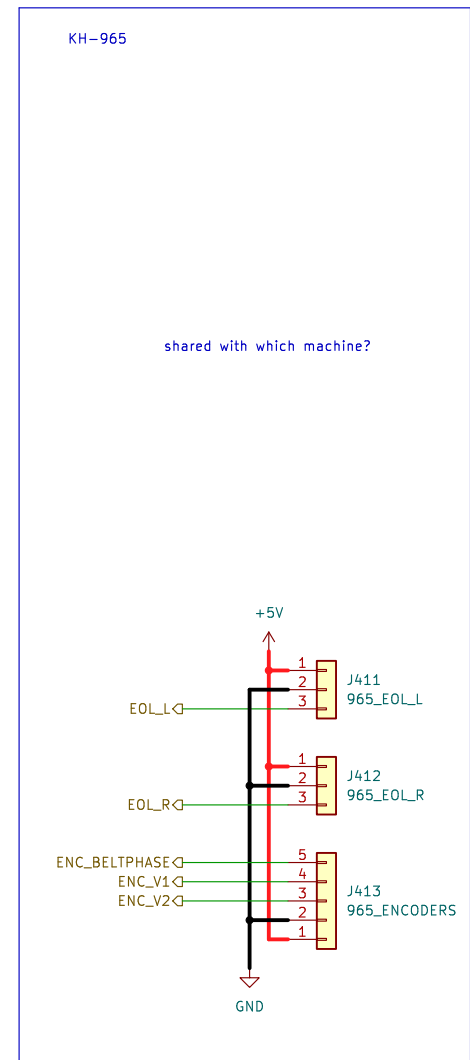 KH-965
shared with which machine?
+5V
1
2
3
J411
965_EOL_L
EOL_L
1
2
3
J412
965_EOL_R
EOL_R
ENC_BELTPHASE
ENC_V1
ENC_V2
5
4
3
2
1
J413
965_ENCODERS
GND